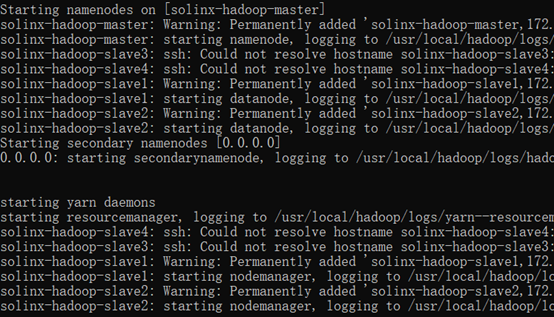 Starting namenodes on [solinx-hadoop-master]
solinx-hadoop-master: Warning: Permanently added 'solinx-hadoop-master,172.
solinx-hadoop-master: starting namenode, logging to /usr/local/hadoop/logs/
solinx-hadoop-slave3: ssh: Could not resolve hostname solinx-hadoop-slave3:
solinx-hadoop-slave4: ssh: Could not resolve hostname solinx-hadoop-slave4:
solinx-hadoop-slave1: Warning: Permanently added 'solinx-hadoop-slave1,172.
solinx-hadoop-slave1: starting datanode, logging to /usr/local/hadoop/logs/
solinx-hadoop-slave2: Warning: Permanently added 'solinx-hadoop-slave2,172.
solinx-hadoop-slave2: starting datanode, logging to /usr/local/hadoop/logs/
Starting secondary namenodes [0.0.0.0]
0.0.0.0: starting secondarynamenode, logging to /usr/local/hadoop/logs/hado
starting yarn daemons
starting resourcemanager, logging to /usr/local/hadoop/logs/yarn--resourcem
solinx-hadoop-slave4: ssh: Could not resolve hostname solinx-hadoop-slave4:
solinx-hadoop-slave3: ssh: Could not resolve hostname solinx-hadoop-slave3:
solinx-hadoop-slave1: Warning: Permanently added 'solinx-hadoop-slave1,172.
solinx-hadoop-slave1: starting nodemanager, logging to /usr/local/hadoop/lo
solinx-hadoop-slave2: Warning: Permanently added 'solinx-hadoop-slave2,172.
solinx-hadoop-slave2: starting nodemanager, logging to /usr/local/hadoop/lo